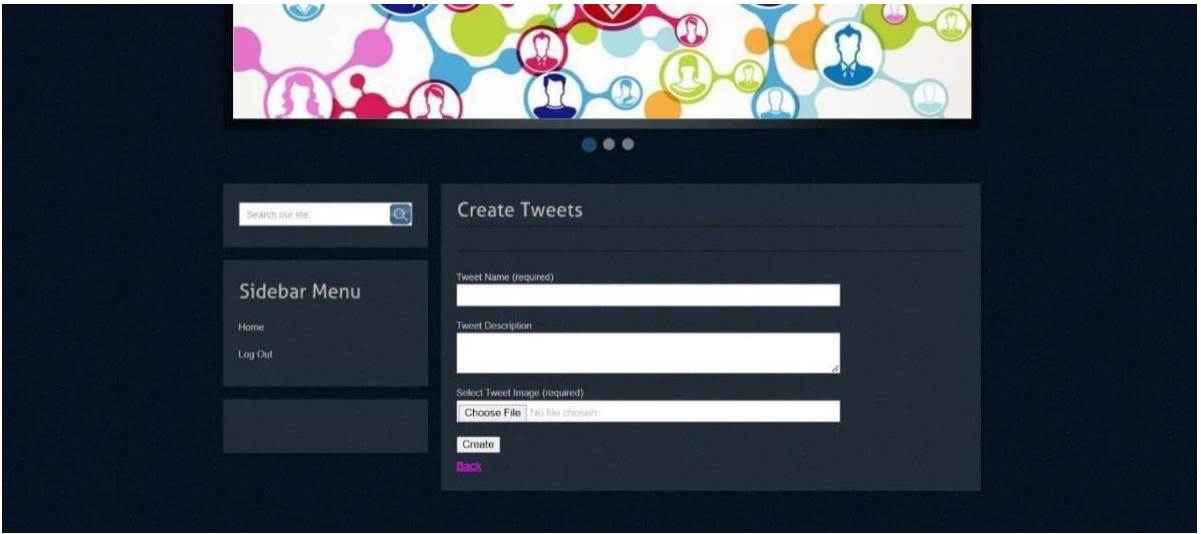 Search our site:
Create Tweets
Sidebar Menu
Home
Log Out
Tweet Name (required)
Tweet Description
Select Tweet Image (required)
Choose File No file chosen
Create
Back